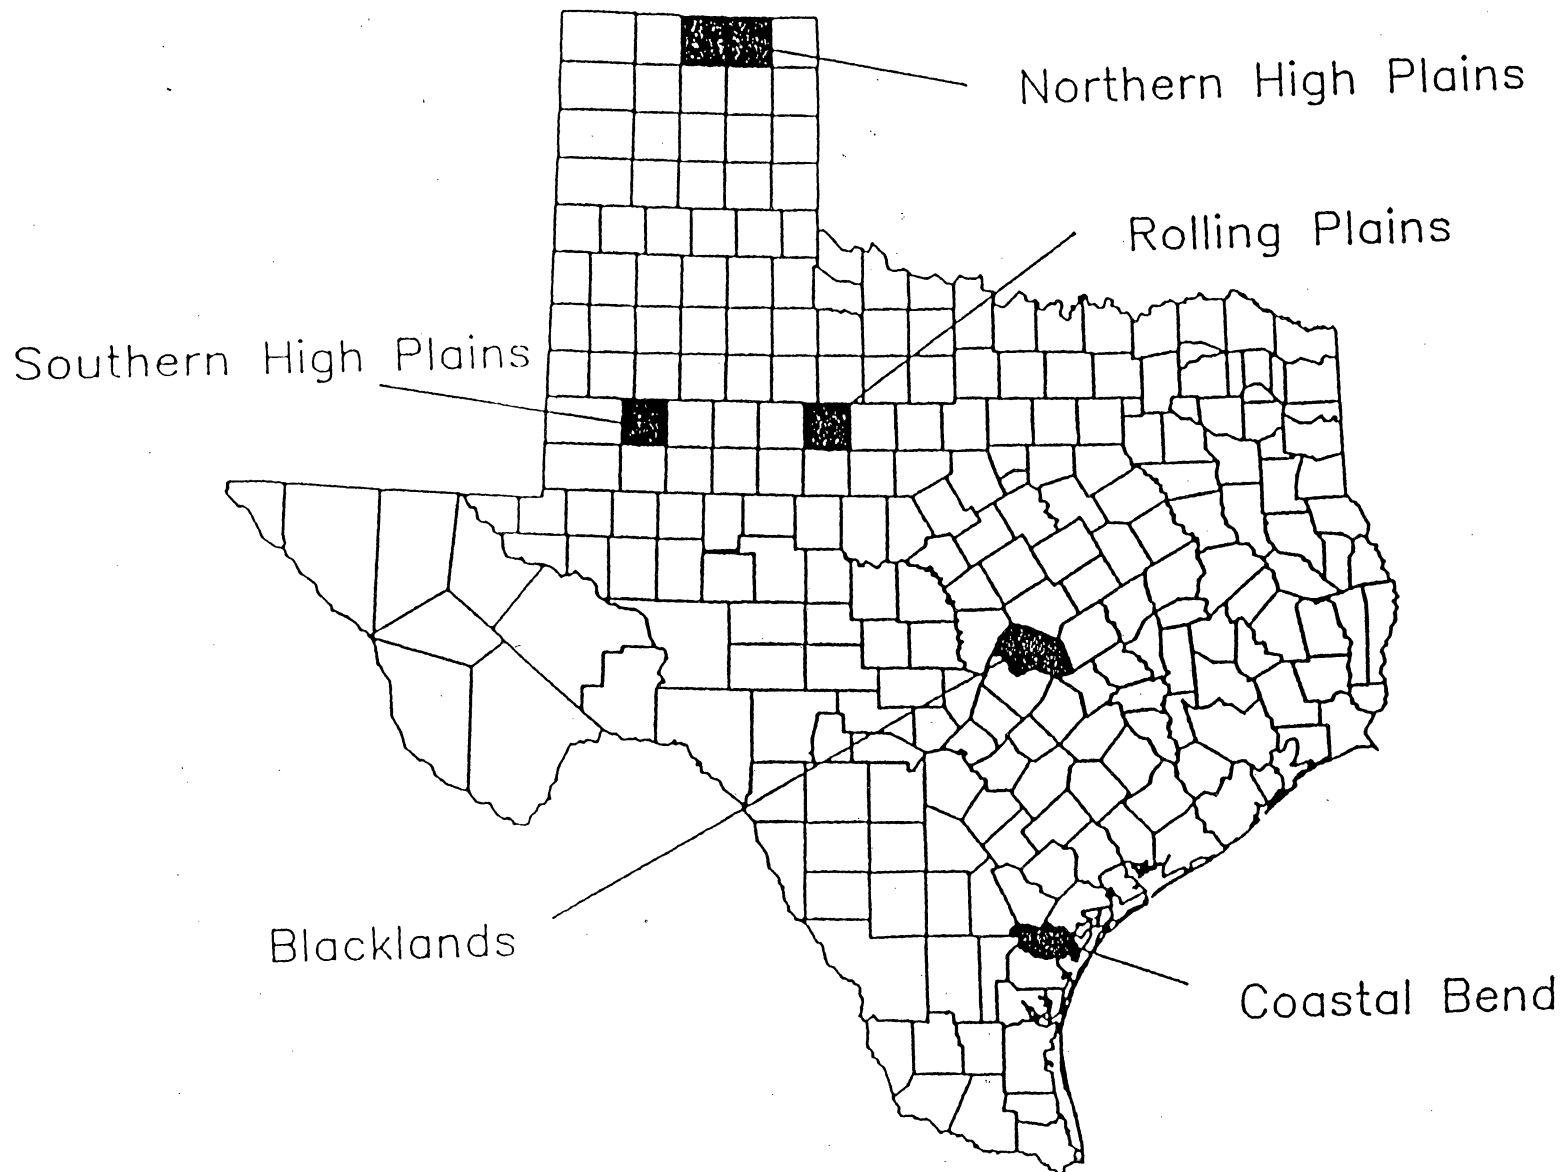 Northern High Plains
Rolling Plains
Southern High Plains
Blacklands
Coastal Bend